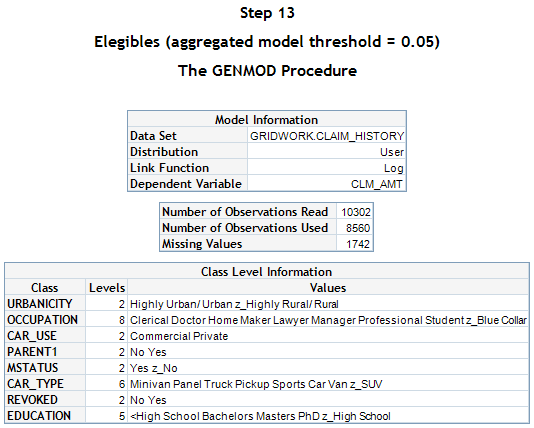 Step 13
Elegibles (aggregated model threshold = 0.05)
The GENMOD Procedure
Model Information
Data Set GRIDWORK.CLAIM_HISTORY
Distribution User
Link Function Log
Dependent Variable CLM_AMT
Number of Observations Read 10302
Number of Observations Used 8560
Missing Values 1742
Class Level Information
Class Levels Values
URBANICITY 2 Highly Urban/ Urban z_Highly Rural/ Rural
OCCUPATION 8 Clerical Doctor Home Maker Lawyer Manager Professional Student z_Blue Collar
CAR_USE 2 Commercial Private
PARENT1 2 No Yes
MSTATUS 2 Yes z_No
CAR_TYPE 6 Minivan Panel Truck Pickup Sports Car Van z_SUV
REVOKED 2 No Yes
EDUCATION 5 <High School Bachelors Masters PhD z_High School